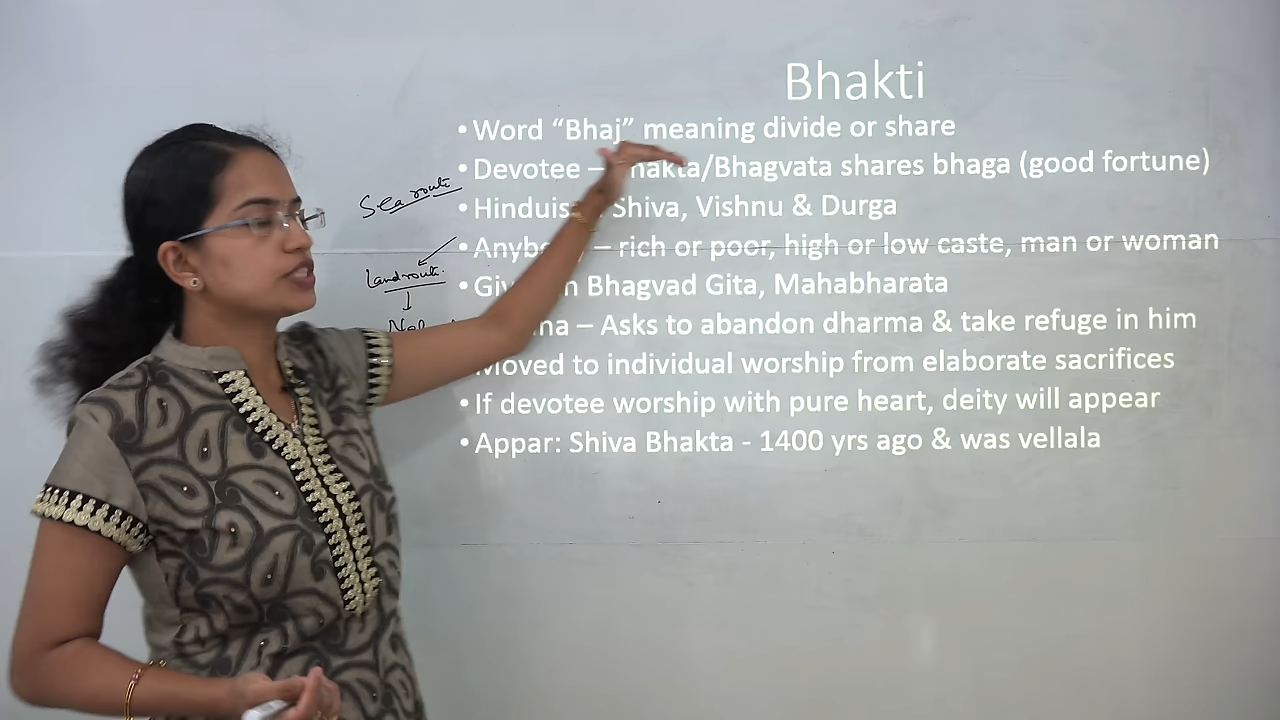 Bhakti
• Word “Bhaj” meaning divide or share
• Devotee – hakta/Bhagvata shares bhaga (good fortune)
Sea route
• Hinduis Shiva, Vishnu & Durga
• Anyb – rich or poor, high or low caste, man or woman
Land route.
• Giv n Bhagvad Gita, Mahabharata
na – Asks to abandon dharma & take refuge in him
Moved to individual worship from elaborate sacrifices
• If devotee worship with pure heart, deity will appear
• Appar: Shiva Bhakta - 1400 yrs ago & was vellala